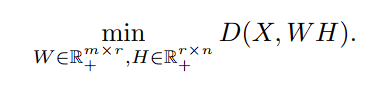 min D(X, WH).
W∈ℝ₊^{m×r}, H∈ℝ₊^{r×n}